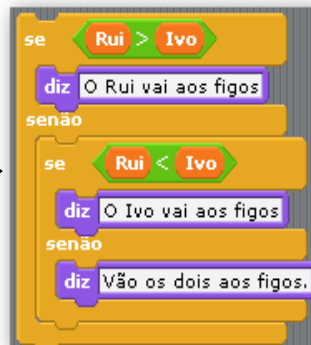 se Rui > Ivo
diz O Rui vai aos figos
senão
se Rui < Ivo
diz O Ivo vai aos figos
senão
diz Vão os dois aos figos.